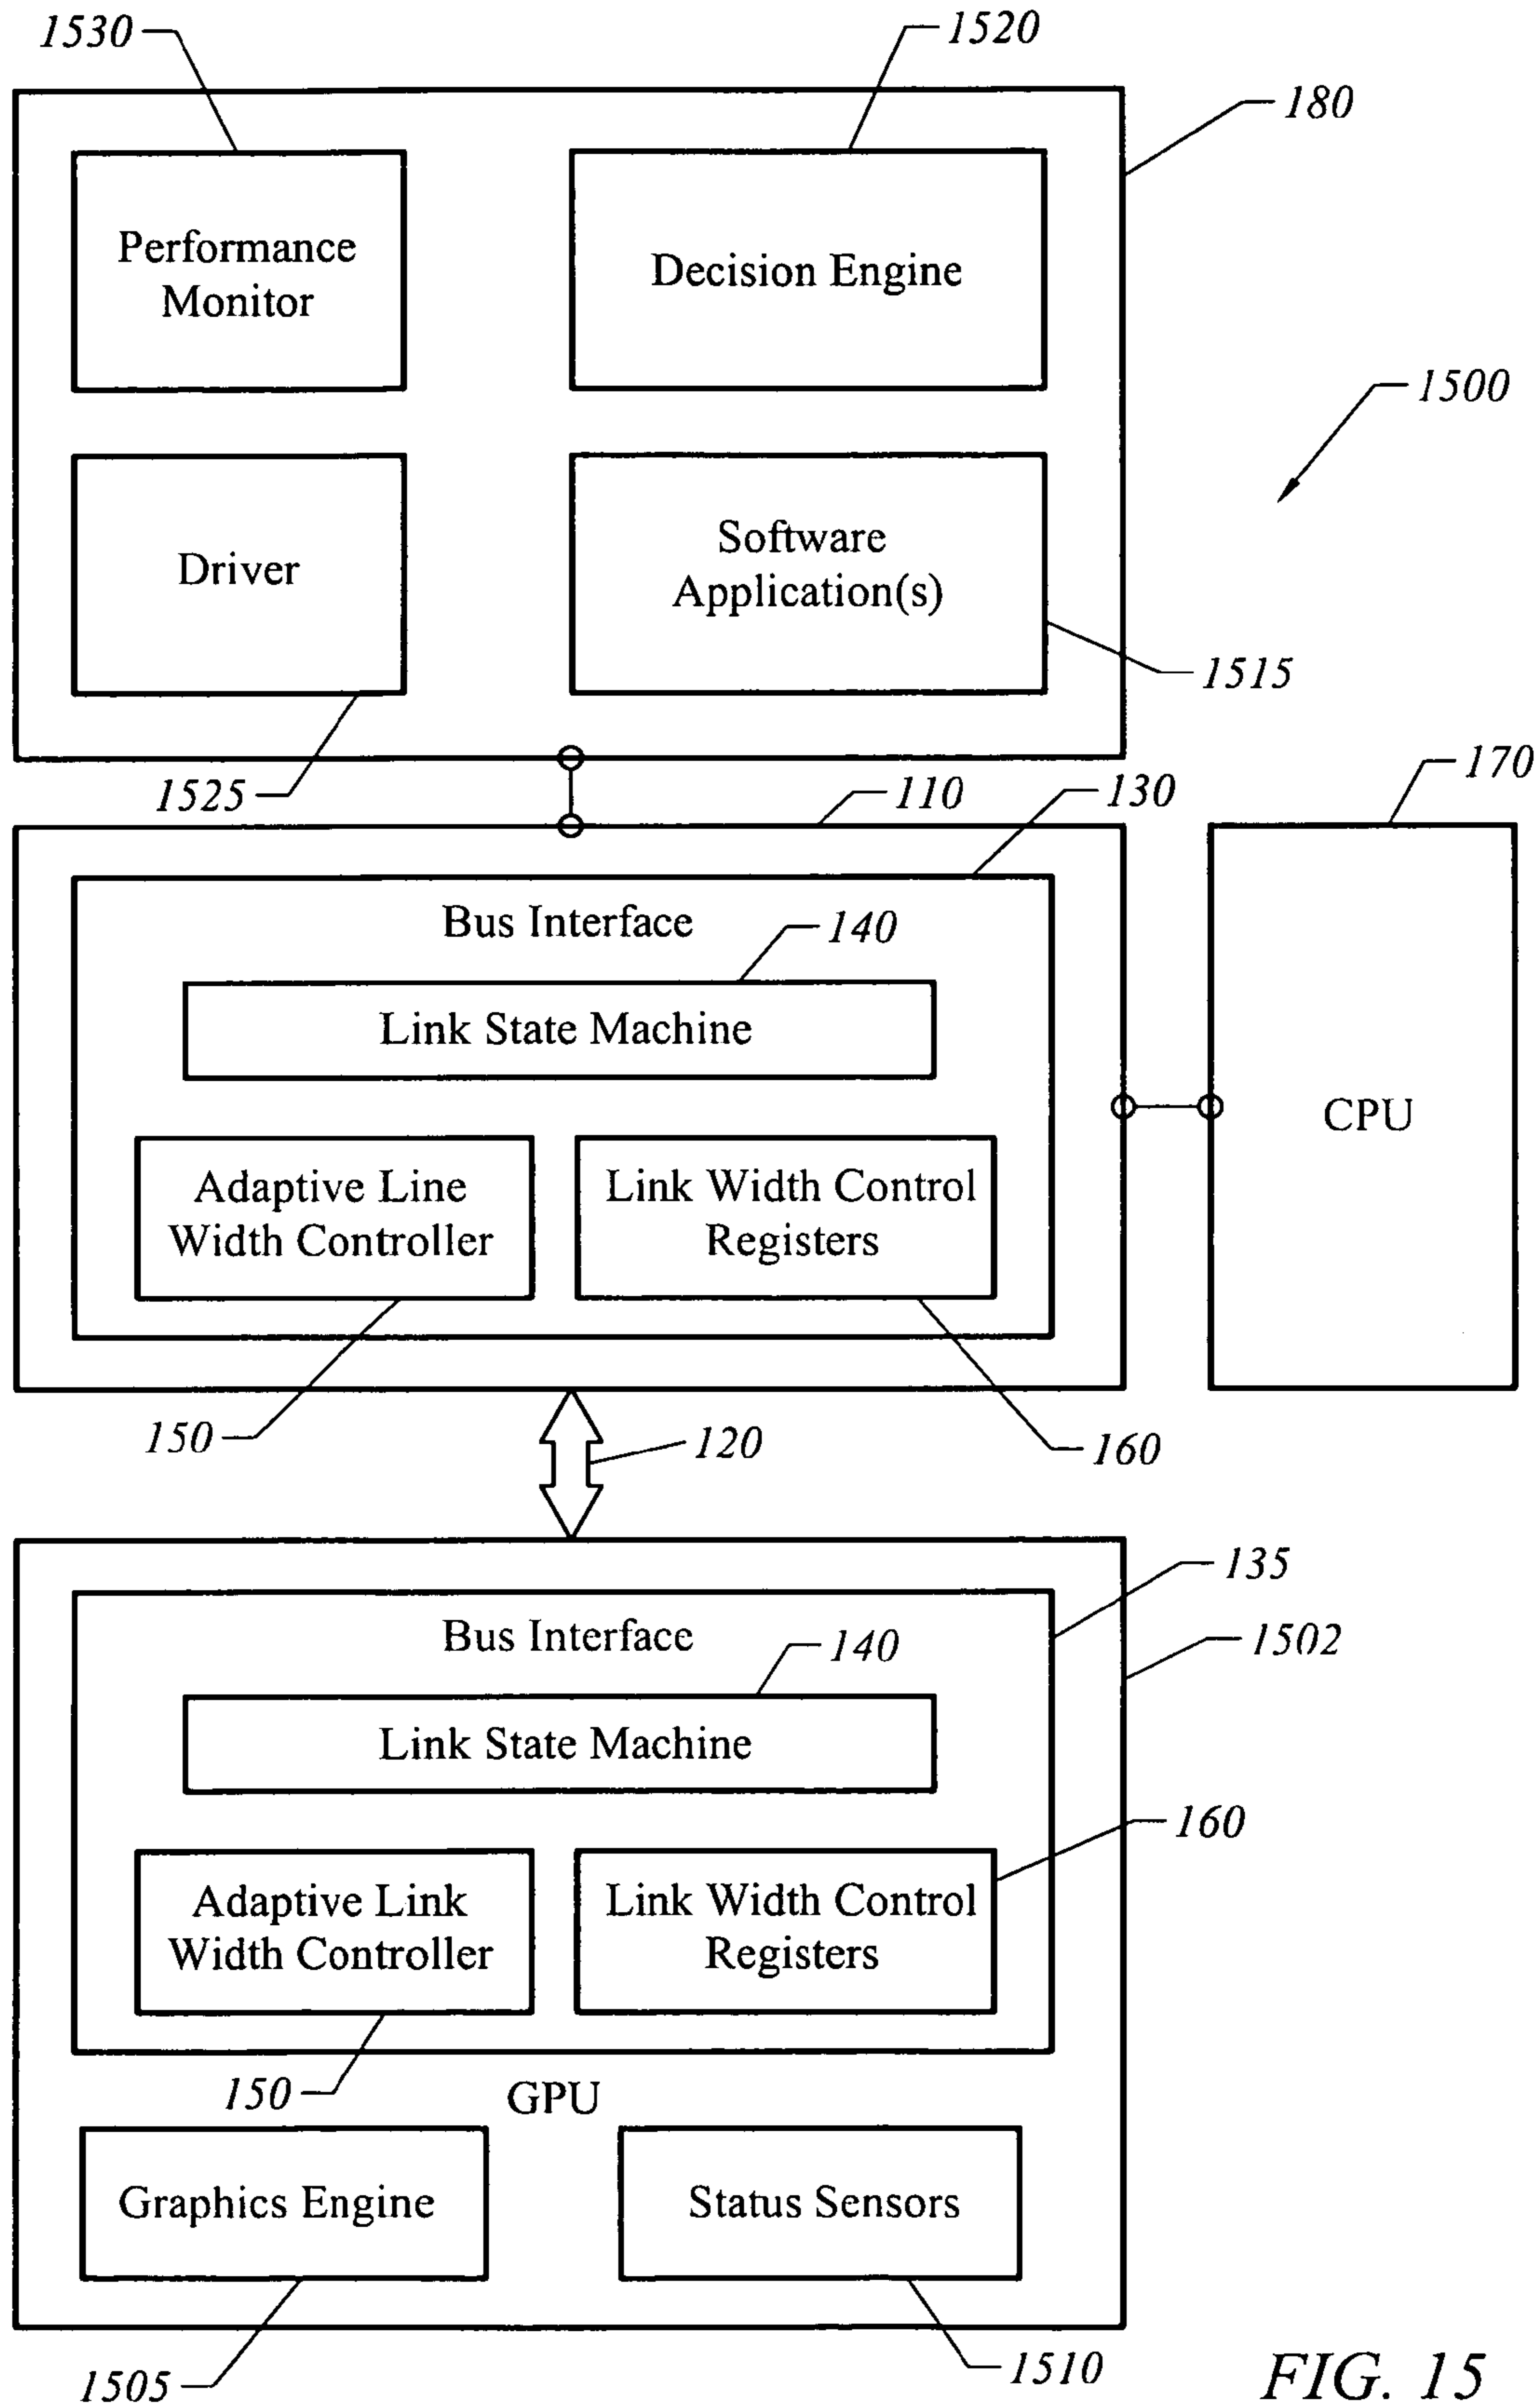 1530
1520
180
Performance
Monitor
Decision Engine
1500
Driver
Software
Application(s)
1515
1525
110
130
170
Bus Interface
140
Link State Machine
CPU
Adaptive Line
Width Controller
Link Width Control
Registers
150
120
160
135
Bus Interface
140
1502
Link State Machine
160
Adaptive Link
Width Controller
Link Width Control
Registers
150
GPU
Graphics Engine
Status Sensors
1505
1510
FIG. 15